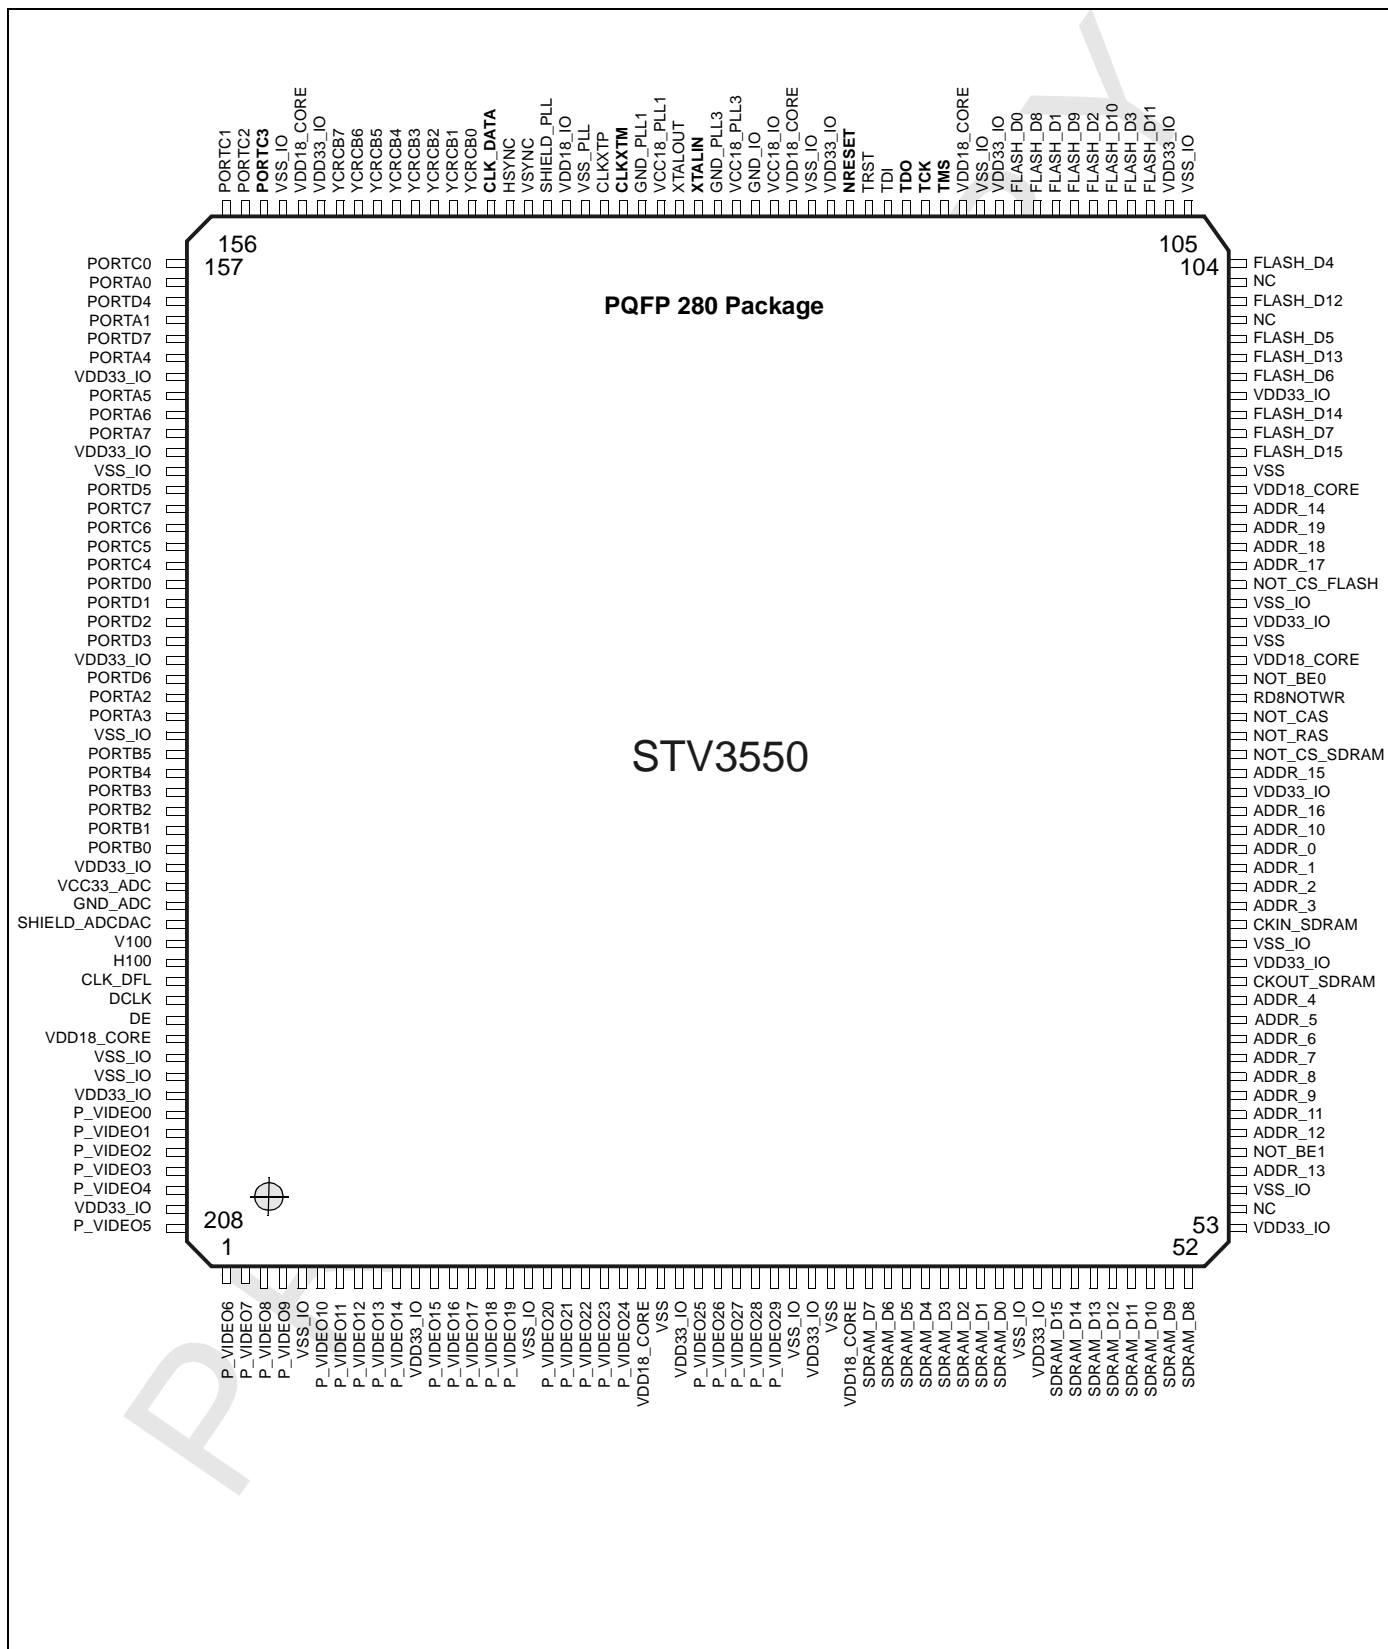 PORTC1
PORTC2
PORTC3
VSS_IO
VDD18_CORE
VDD33_IO
YCRCB7
YCRCB6
YCRCB5
YCRCB4
YCRCB3
YCRCB2
YCRCB1
YCRCB0
CLK_DATA
HSYNC
VSYNC
SHIELD_PLL
VDD18_IO
VSS_PLL
CLKXTP
CLKXTM
GND_PLL1
VCC18_PLL1
XTALOUT
XTALIN
GND_PLL3
VCC18_PLL3
GND_IO
VCC18_IO
VDD18_CORE
VSS_IO
VDD33_IO
NRESET
TRST
TDI
TDO
TCK
TMS
VDD18_CORE
VSS_IO
VDD33_IO
FLASH_D0
FLASH_D8
FLASH_D1
FLASH_D9
FLASH_D2
FLASH_D10
FLASH_D3
FLASH_D11
VDD33_IO
VSS_IO
156
157
105
104
PQFP 280 Package
PORTC0
PORTA0
PORTD4
PORTA1
PORTD7
PORTA4
VDD33_IO
PORTA5
PORTA6
PORTA7
VDD33_IO
VSS_IO
PORTD5
PORTC7
PORTC6
PORTC5
PORTC4
PORTD0
PORTD1
PORTD2
PORTD3
VDD33_IO
PORTD6
PORTA2
PORTA3
VSS_IO
PORTB5
PORTB4
PORTB3
PORTB2
PORTB1
PORTB0
VDD33_IO
VCC33_ADC
GND_ADC
SHIELD_ADCDAC
V100
H100
CLK_DFL
DCLK
DE
VDD18_CORE
VSS_IO
VSS_IO
VDD33_IO
P_VIDEO0
P_VIDEO1
P_VIDEO2
P_VIDEO3
P_VIDEO4
VDD33_IO
P_VIDEO5
STV3550
FLASH_D4
NC
FLASH_D12
NC
FLASH_D5
FLASH_D13
FLASH_D6
VDD33_IO
FLASH_D14
FLASH_D7
FLASH_D15
VSS
VDD18_CORE
ADDR_14
ADDR_19
ADDR_18
ADDR_17
NOT_CS_FLASH
VSS_IO
VDD33_IO
VSS
VDD18_CORE
NOT_BE0
RD8NOTWR
NOT_CAS
NOT_RAS
NOT_CS_SDRAM
ADDR_15
VDD33_IO
ADDR_16
ADDR_10
ADDR_0
ADDR_1
ADDR_2
ADDR_3
CKIN_SDRAM
VSS_IO
VDD33_IO
CKOUT_SDRAM
ADDR_4
ADDR_5
ADDR_6
ADDR_7
ADDR_8
ADDR_9
ADDR_11
ADDR_12
NOT_BE1
ADDR_13
VSS_IO
NC
VDD33_IO
208
1
53
52
P_VIDEO6
P_VIDEO7
P_VIDEO8
P_VIDEO9
VSS_IO
P_VIDEO10
P_VIDEO11
P_VIDEO12
P_VIDEO13
P_VIDEO14
VDD33_IO
P_VIDEO15
P_VIDEO16
P_VIDEO17
P_VIDEO18
P_VIDEO19
VSS_IO
P_VIDEO20
P_VIDEO21
P_VIDEO22
P_VIDEO23
P_VIDEO24
VDD18_CORE
VSS
VDD33_IO
P_VIDEO25
P_VIDEO26
P_VIDEO27
P_VIDEO28
P_VIDEO29
VSS_IO
VDD33_IO
VSS
VDD18_CORE
SDRAM_D7
SDRAM_D6
SDRAM_D5
SDRAM_D4
SDRAM_D3
SDRAM_D2
SDRAM_D1
SDRAM_D0
VSS_IO
VDD33_IO
SDRAM_D15
SDRAM_D14
SDRAM_D13
SDRAM_D12
SDRAM_D11
SDRAM_D10
SDRAM_D9
SDRAM_D8